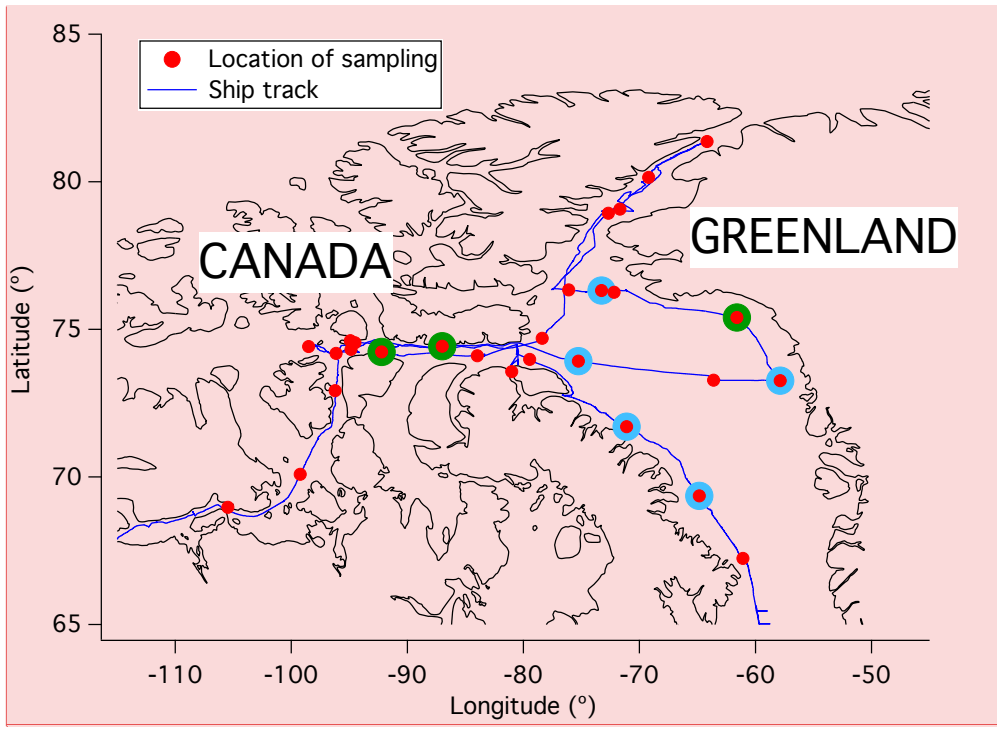 85
Location of sampling
Ship track
80
CANADA
GREENLAND
75
Latitude (º)
70
65
-110 -100 -90 -80 -70 -60 -50
Longitude (º)